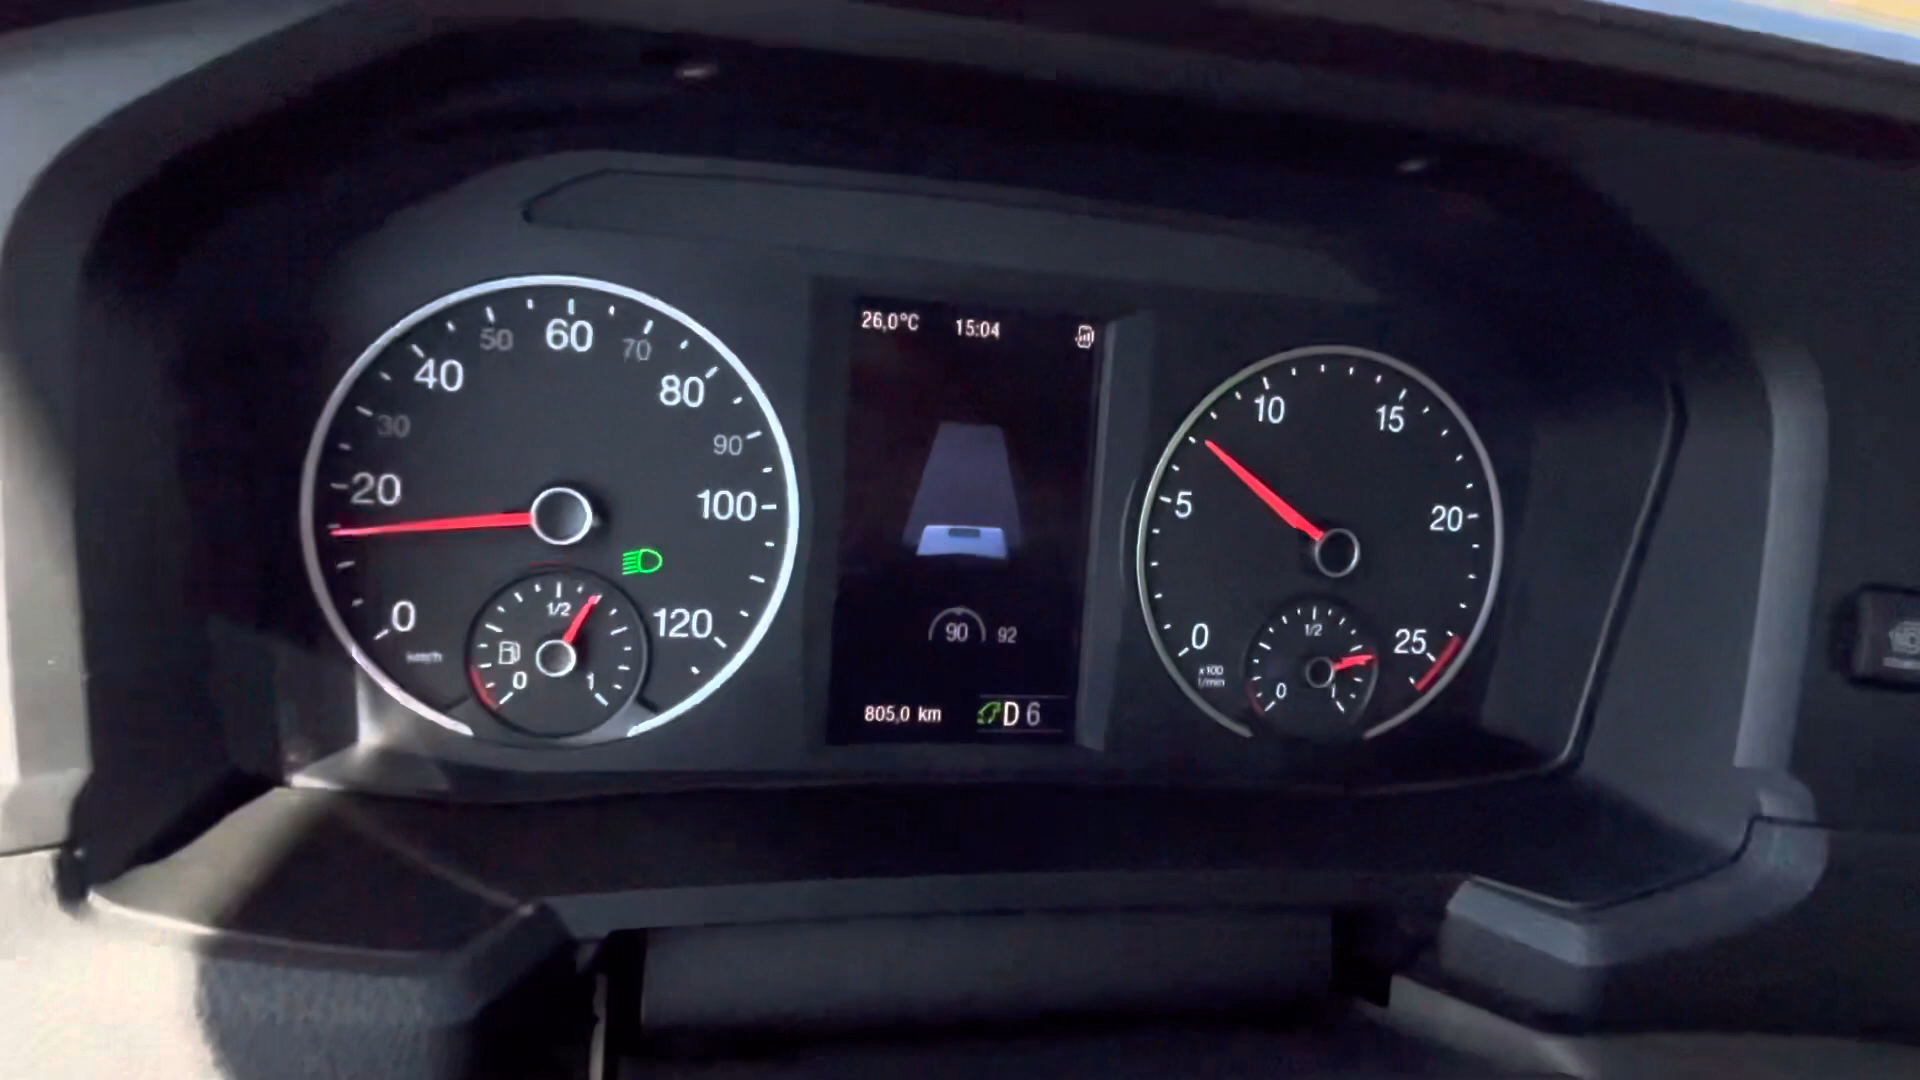 50 60 70
40 80
30 90
20 100
0 120
km/h
1/2
0 1
26,0°C 15:04
90 92
805,0 km D 6
10 15
5 20
0 25
x100
1/min
1/2
0 1